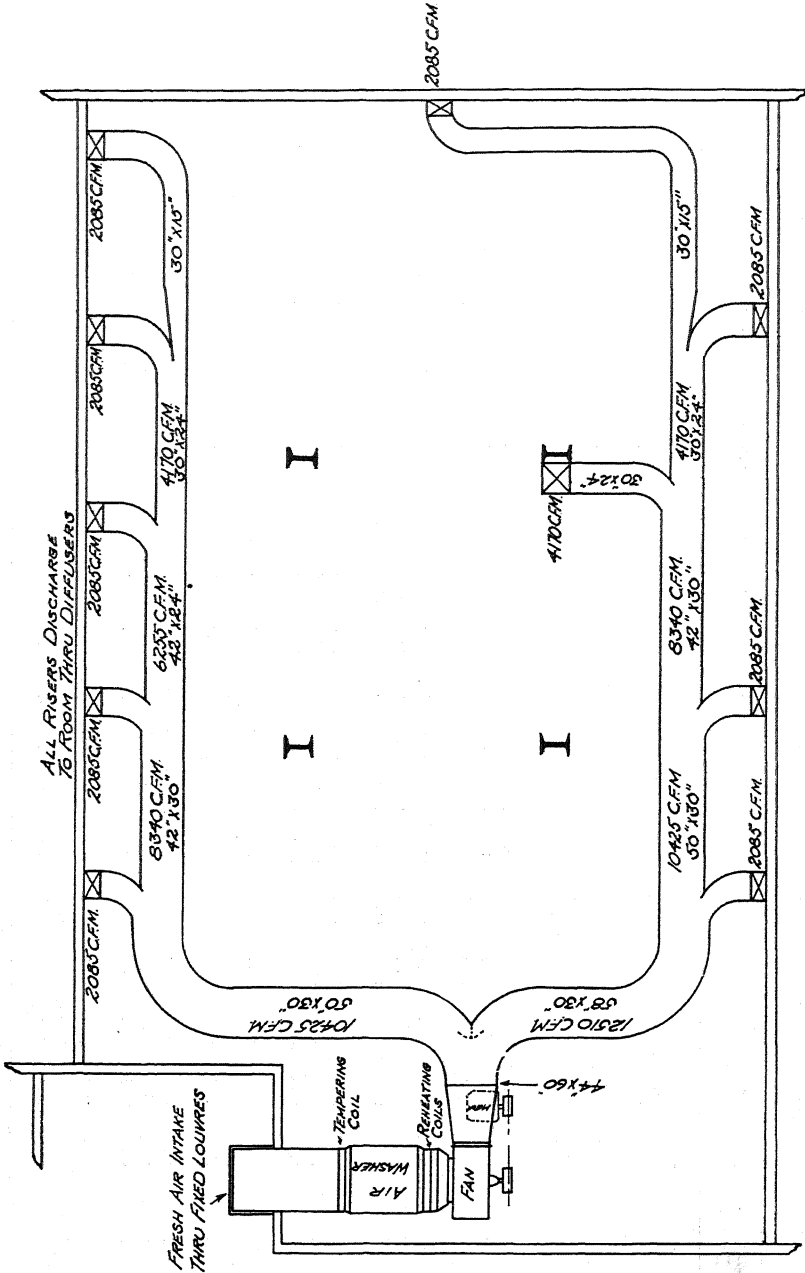 ALL RISERS DISCHARGE
TO ROOM THRU DIFFUSERS
2085 C.F.M.
2085 C.F.M.
2085 C.F.M.
2085 C.F.M.
2085 C.F.M.
2085 CFM
8340 C.F.M.
42"X30"
6255 C.F.M.
42"X24"
4170 C.F.M.
30"X24"
30"X15"
FRESH AIR INTAKE
THRU FIXED LOUVRES
TEMPERING
COIL
AIR
WASHER
REHEATING
COILS
FAN
44"X60"
10425 C.F.M
50"X30"
12510 C.F.M
58"X30"
10425 C.F.M
50"X30"
8340 C.F.M.
42"X30"
4170 C.F.M.
30"X24"
4170 C.F.M.
30"X24"
30"X15"
2085 C.F.M.
2085 C.F.M.
2085 CFM